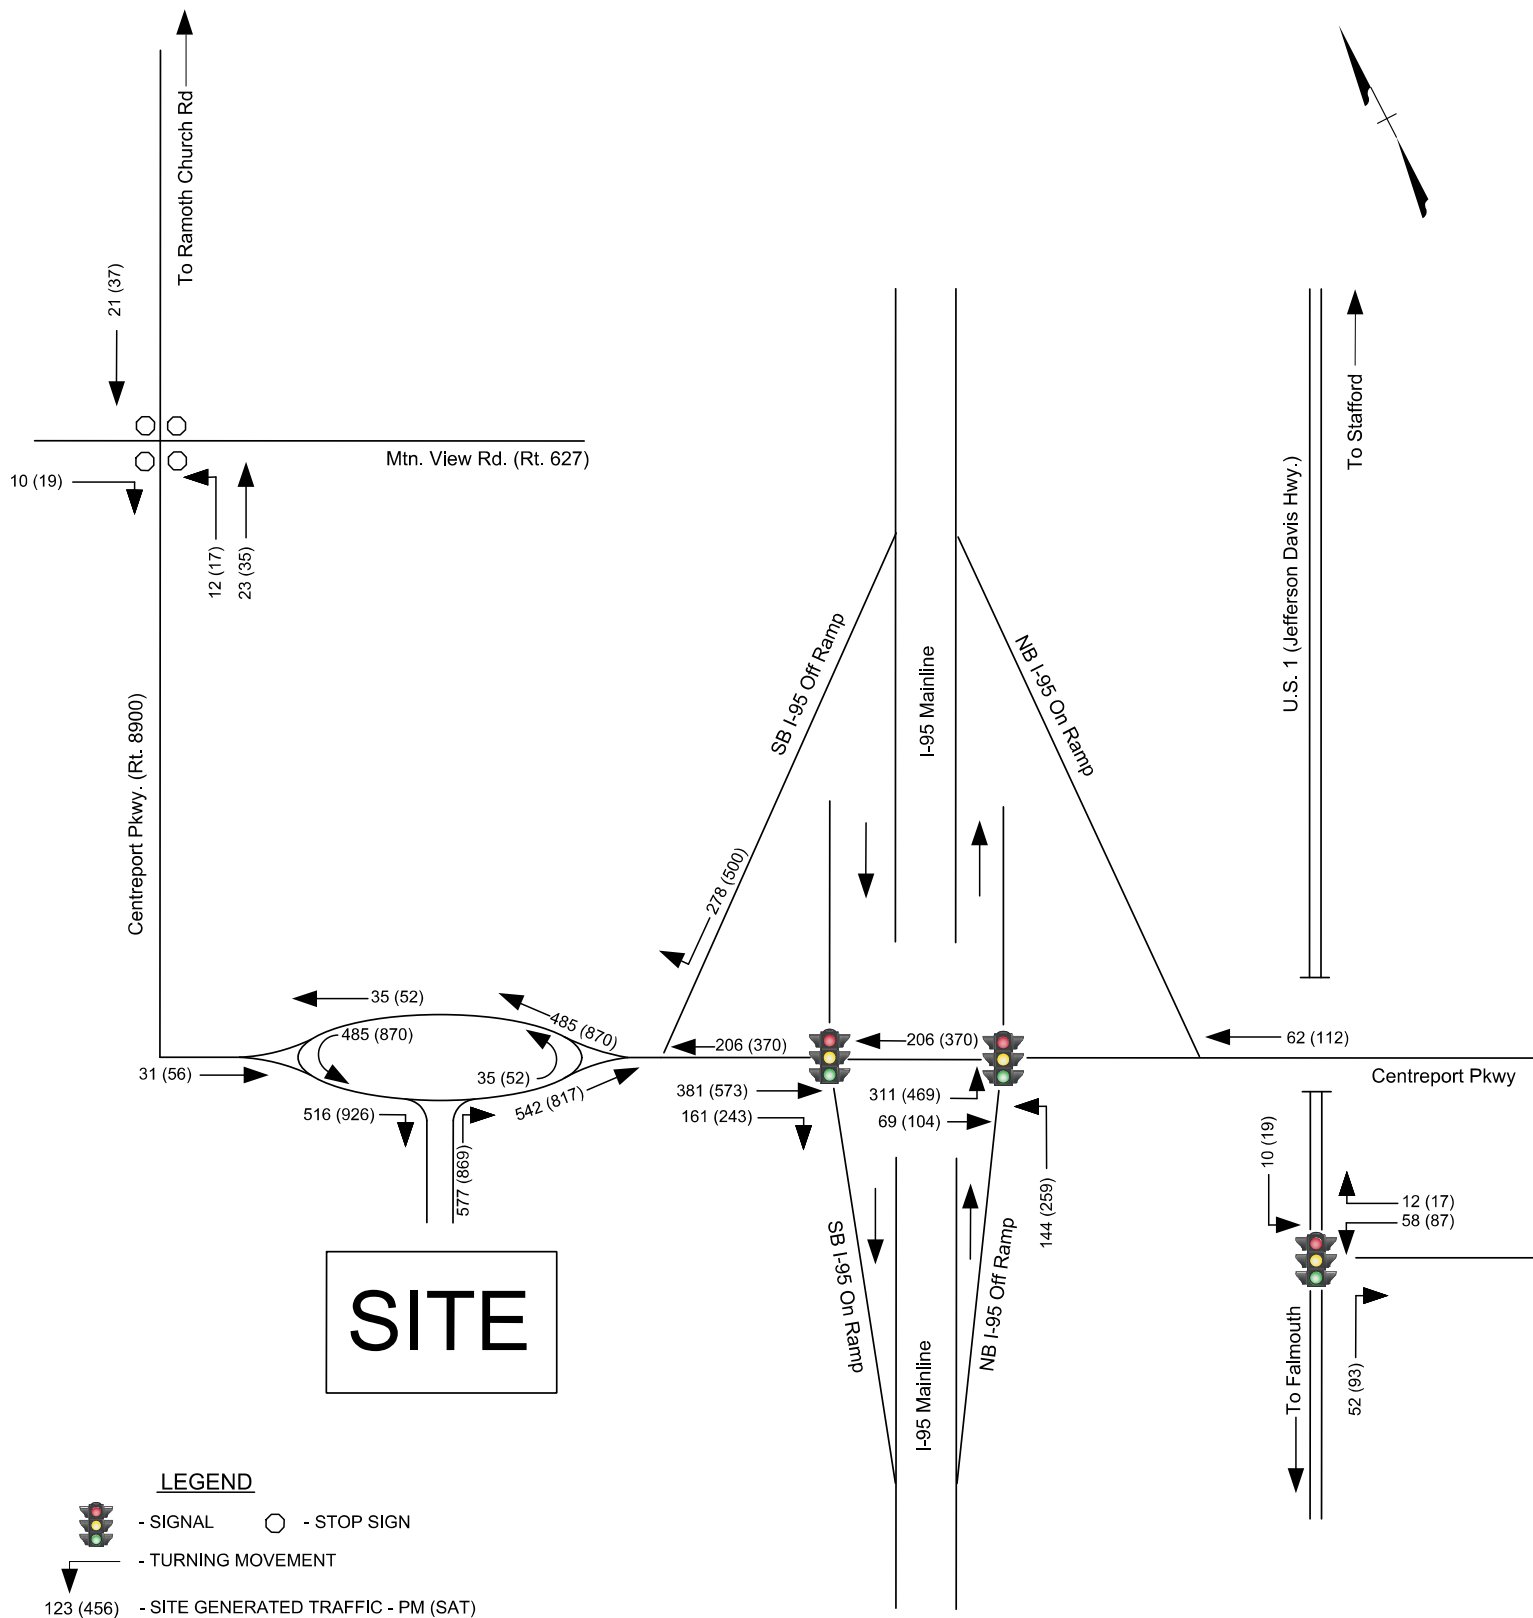 To Ramoth Church Rd
21 (37)
Mtn. View Rd. (Rt. 627)
10 (19)
12 (17)
23 (35)
To Stafford
U.S. 1 (Jefferson Davis Hwy.)
SB I-95 Off Ramp
I-95 Mainline
NB I-95 On Ramp
Centreport Pkwy. (Rt. 8900)
278 (500)
35 (52)
485 (870)
485 (870)
206 (370)
206 (370)
62 (112)
31 (56)
35 (52)
Centreport Pkwy
381 (573)
311 (469)
516 (926)
542 (817)
161 (243)
69 (104)
577 (869)
144 (259)
10 (19)
12 (17)
58 (87)
SB I-95 On Ramp
NB I-95 Off Ramp
SITE
I-95 Mainline
To Falmouth
52 (93)
LEGEND
- SIGNAL
- STOP SIGN
- TURNING MOVEMENT
123 (456) - SITE GENERATED TRAFFIC - PM (SAT)